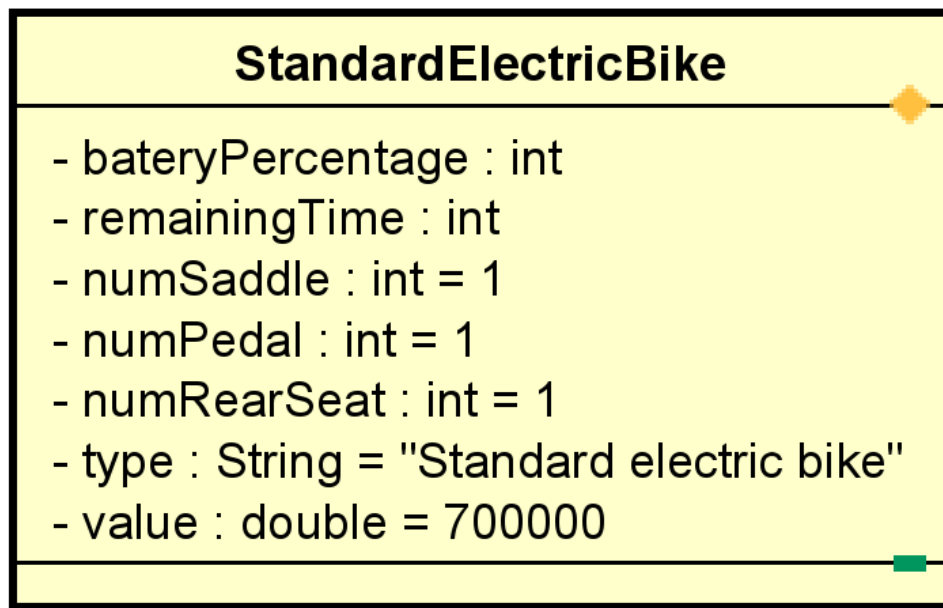 StandardElectricBike
- bateryPercentage : int
- remainingTime : int
- numSaddle : int = 1
- numPedal : int = 1
- numRearSeat : int = 1
- type : String = "Standard electric bike"
- value : double = 700000